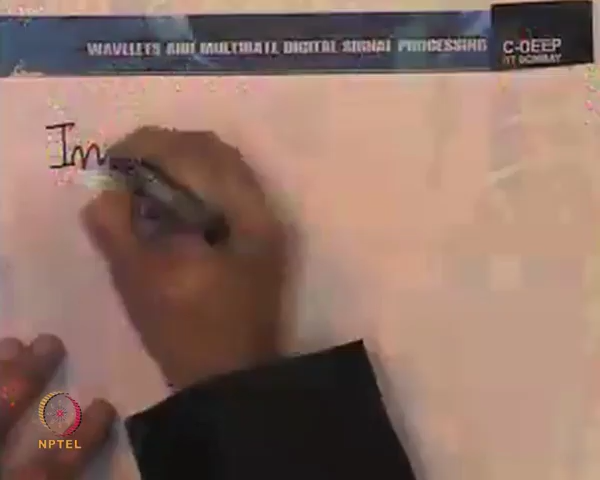 WAVELETS AND MULTIRATE DIGITAL SIGNAL PROCESSING
C-DEEP
IIT BOMBAY
Im
NPTEL